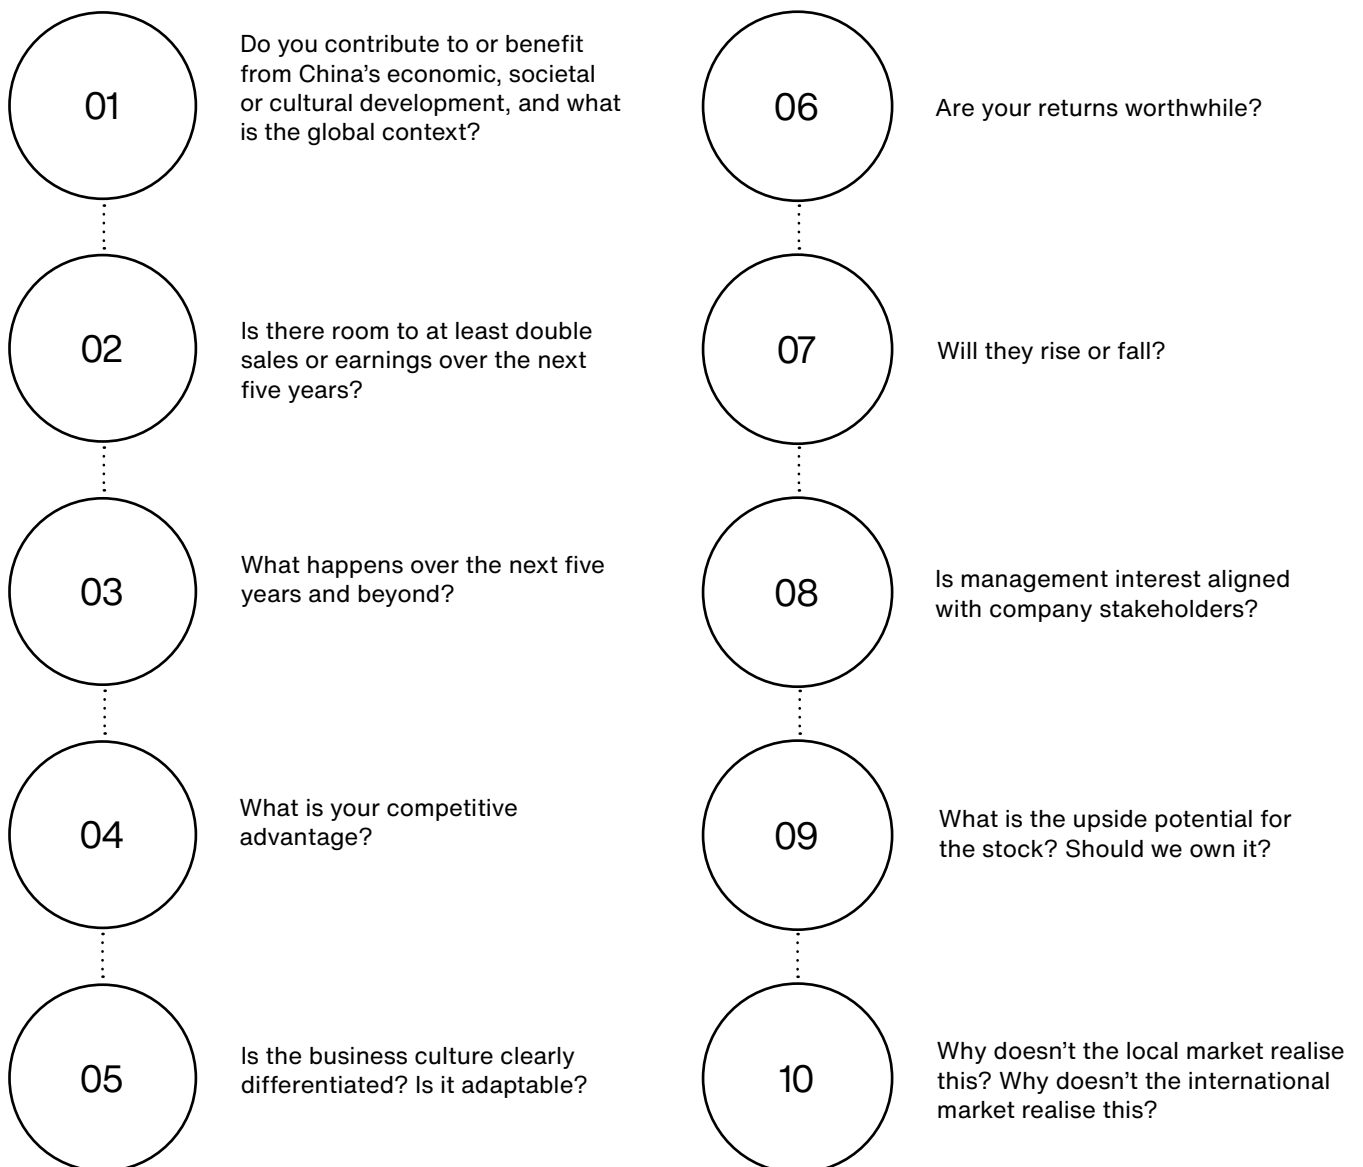 01
Do you contribute to or benefit
from China’s economic, societal
or cultural development, and what
is the global context?
02
Is there room to at least double
sales or earnings over the next
five years?
03
What happens over the next five
years and beyond?
04
What is your competitive
advantage?
05
Is the business culture clearly
differentiated? Is it adaptable?
06
Are your returns worthwhile?
07
Will they rise or fall?
08
Is management interest aligned
with company stakeholders?
09
What is the upside potential for
the stock? Should we own it?
10
Why doesn’t the local market realise
this? Why doesn’t the international
market realise this?